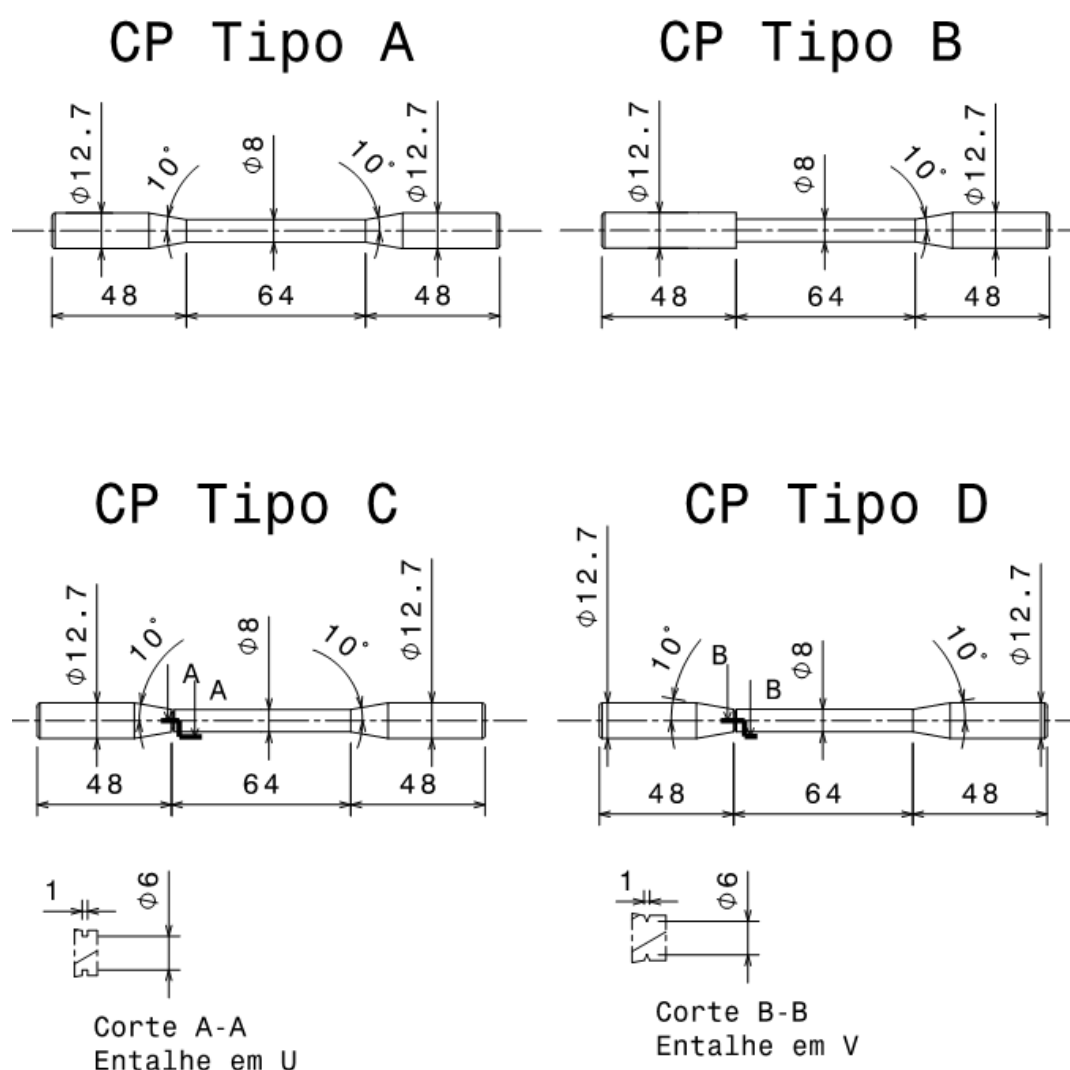 CP Tipo A
Φ12.7
10°
Φ8
10°
Φ12.7
48
64
48
CP Tipo B
Φ12.7
Φ8
10°
Φ12.7
48
64
48
CP Tipo C
Φ12.7
10°
A
A
Φ8
10°
Φ12.7
48
64
48
1
Φ6
Corte A-A
Entalhe em U
CP Tipo D
Φ12.7
10°
B
B
Φ8
10°
Φ12.7
48
64
48
1
Φ6
Corte B-B
Entalhe em V